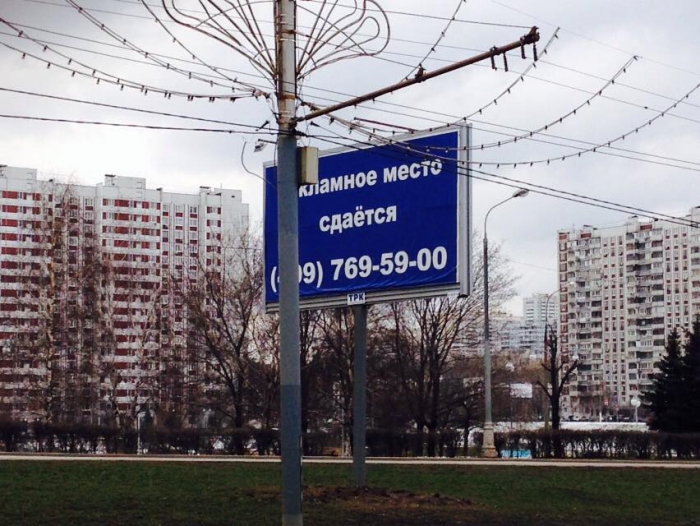 кламное место
сдаётся
( 99) 769-59-00
ТРК